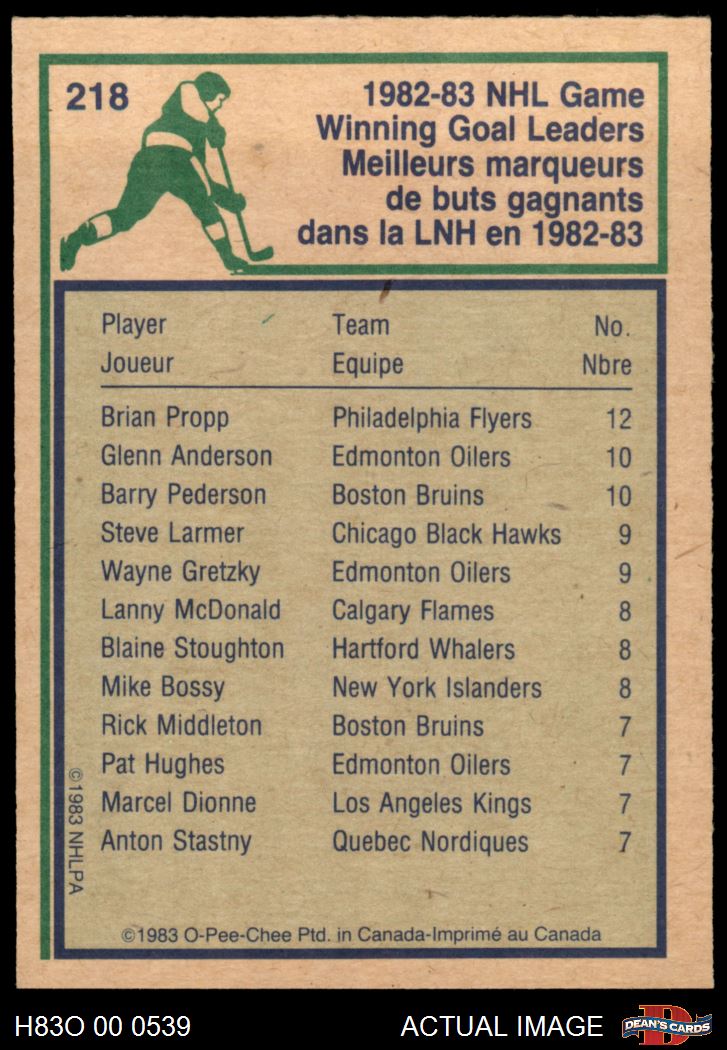 218
1982-83 NHL Game
Winning Goal Leaders
Meilleurs marqueurs
de buts gagnants
dans la LNH en 1982-83
Player Team No.
Joueur Equipe Nbre
Brian Propp Philadelphia Flyers 12
Glenn Anderson Edmonton Oilers 10
Barry Pederson Boston Bruins 10
Steve Larmer Chicago Black Hawks 9
Wayne Gretzky Edmonton Oilers 9
Lanny McDonald Calgary Flames 8
Blaine Stoughton Hartford Whalers 8
Mike Bossy New York Islanders 8
Rick Middleton Boston Bruins 7
Pat Hughes Edmonton Oilers 7
Marcel Dionne Los Angeles Kings 7
Anton Stastny Quebec Nordiques 7
©1983 NHLPA
©1983 O-Pee-Chee Ptd. in Canada-Imprimé au Canada
H83O 00 0539 ACTUAL IMAGE
D
DEAN'S CARDS